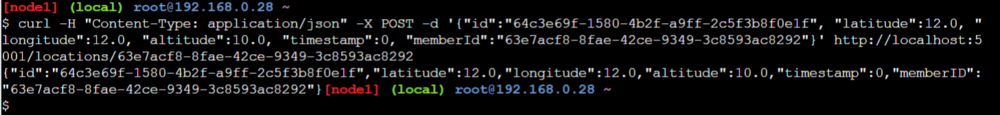 [node1] (local) root@192.168.0.28 ~
$ curl -H "Content-Type: application/json" -X POST -d '{"id":"64c3e69f-1580-4b2f-a9ff-2c5f3b8f0e1f", "latitude":12.0, "
longitude":12.0, "altitude":10.0, "timestamp":0, "memberId":"63e7acf8-8fae-42ce-9349-3c8593ac8292"}' http://localhost:5
001/locations/63e7acf8-8fae-42ce-9349-3c8593ac8292
{"id":"64c3e69f-1580-4b2f-a9ff-2c5f3b8f0e1f","latitude":12.0,"longitude":12.0,"altitude":10.0,"timestamp":0,"memberID":
"63e7acf8-8fae-42ce-9349-3c8593ac8292"}[node1] (local) root@192.168.0.28 ~
$